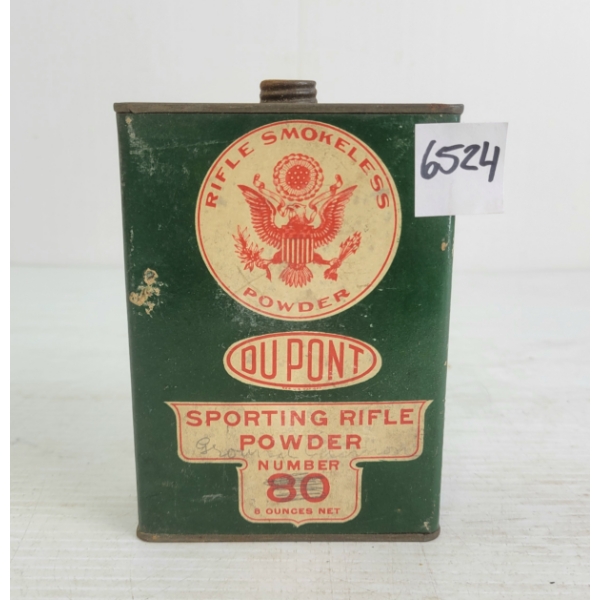 6524
RIFLE SMOKELESS
POWDER
DU PONT
SPORTING RIFLE
POWDER
NUMBER
80
8 OUNCES NET